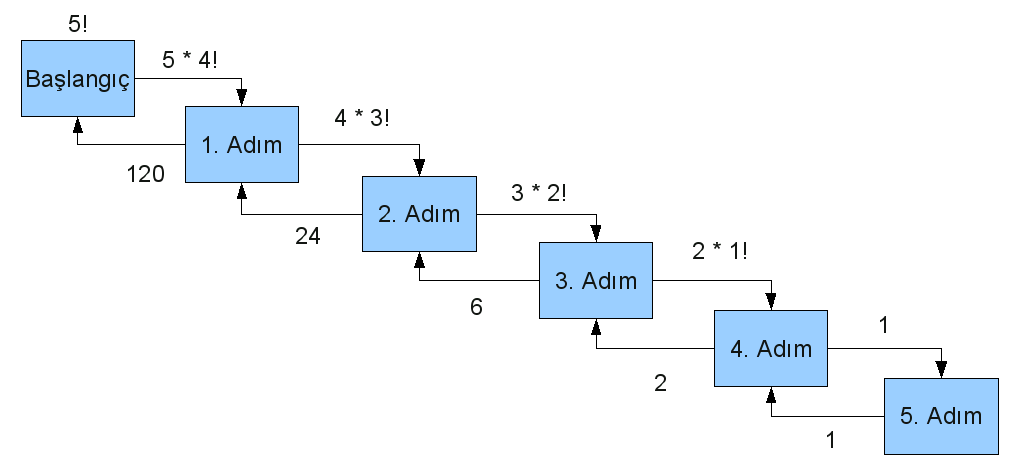 5!
Başlangıç
5 * 4!
1. Adım
120
4 * 3!
2. Adım
24
3 * 2!
3. Adım
6
2 * 1!
4. Adım
2
1
5. Adım
1